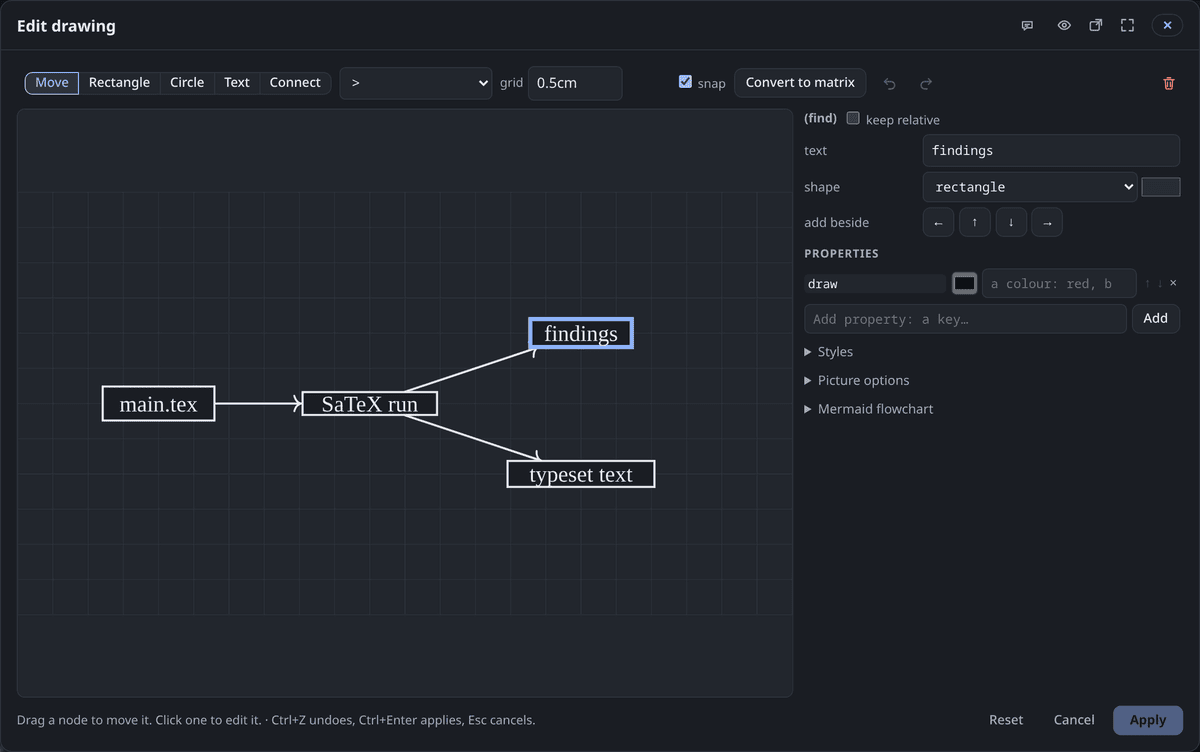 Edit drawing
Move Rectangle Circle Text Connect > grid 0.5cm snap Convert to matrix
(find) keep relative
text findings
shape rectangle
add beside ← ↑ ↓ →
PROPERTIES
draw a colour: red, b ↑ ↓ ×
Add property: a key… Add
Styles
Picture options
Mermaid flowchart
findings
main.tex SaTeX run
typeset text
Drag a node to move it. Click one to edit it. · Ctrl+Z undoes, Ctrl+Enter applies, Esc cancels.
Reset Cancel Apply